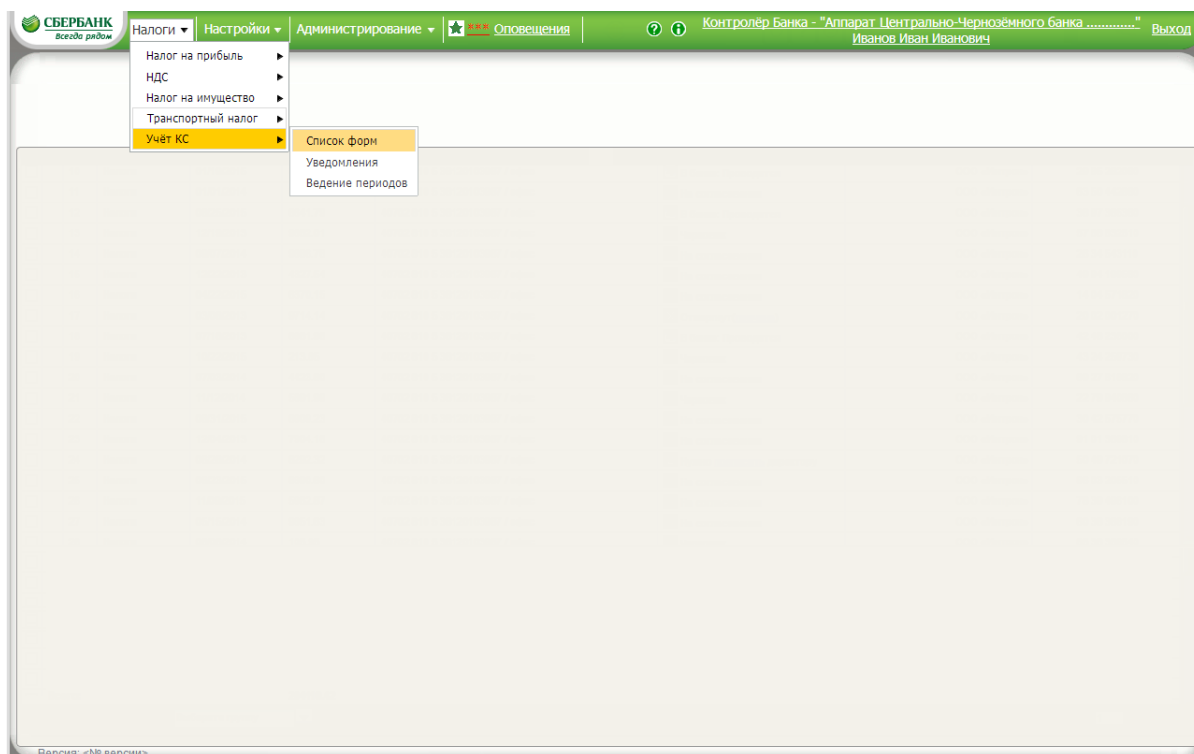 СБЕРБАНК
Всегда рядом
Налоги
Настройки
Администрирование
*** Оповещения
Контролёр Банка - "Аппарат Центрально-Чернозёмного банка ............."
Иванов Иван Иванович
Выход
Налог на прибыль
НДС
Налог на имущество
Транспортный налог
Учёт КС
Список форм
Уведомления
Ведение периодов
Версия: <№ версии>